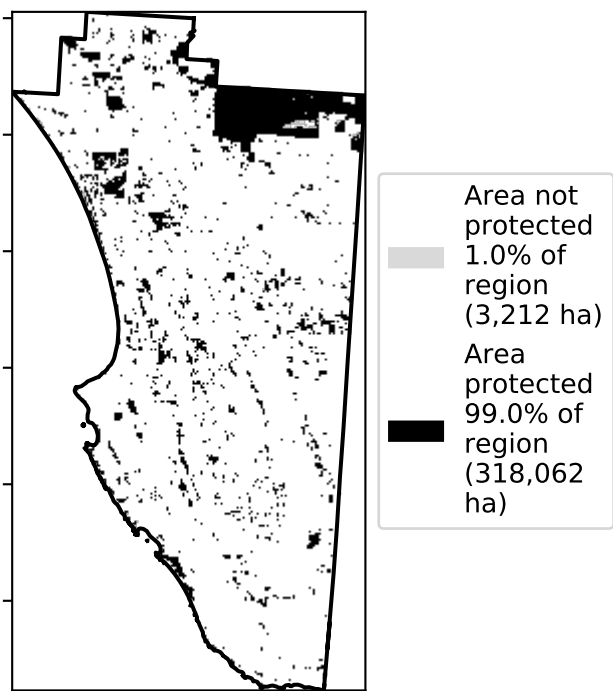 Area not
protected
1.0% of
region
(3,212 ha)
Area
protected
99.0% of
region
(318,062
ha)